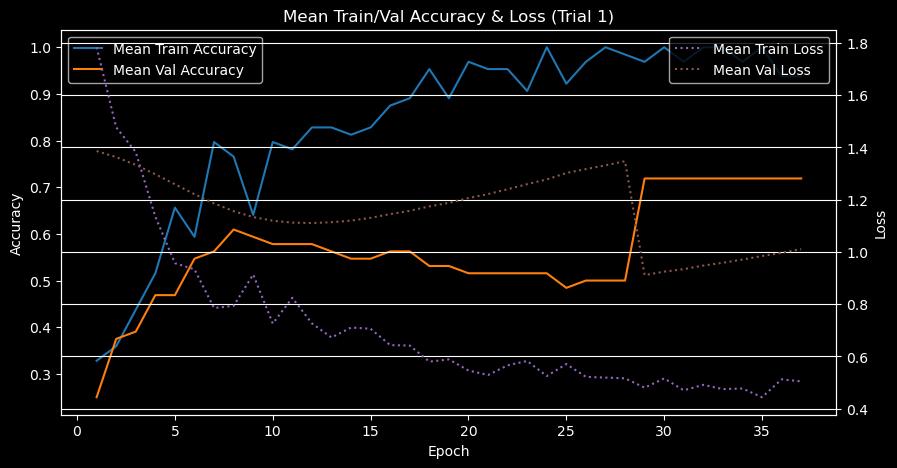 Mean Train/Val Accuracy & Loss (Trial 1)
Mean Train Accuracy
Mean Val Accuracy
Mean Train Loss
Mean Val Loss
1.0
0.9
0.8
0.7
0.6
0.5
0.4
0.3
Accuracy
1.8
1.6
1.4
1.2
1.0
0.8
0.6
0.4
Loss
0 5 10 15 20 25 30 35
Epoch